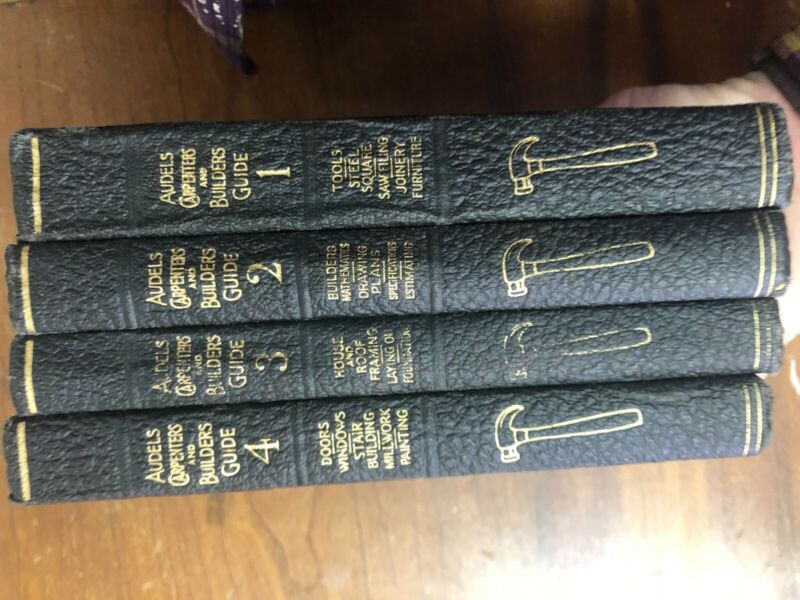 AUDELS
CARPENTERS
AND
BUILDERS
GUIDE
1
TOOLS
STEEL
SQUARE
SAW FILING
JOINERY
FURNITURE
AUDELS
CARPENTERS
AND
BUILDERS
GUIDE
2
BUILDERS
MATHEMATICS
DRAWING
PLANS
SPECIFICATIONS
ESTIMATING
AUDELS
CARPENTERS
AND
BUILDERS
GUIDE
3
HOUSE
AND
ROOF
FRAMING
LAYING OF
FOUNDATION
AUDELS
CARPENTERS
AND
BUILDERS
GUIDE
4
DOORS
WINDOWS
STAIR
BUILDING
MILLWORK
PAINTING